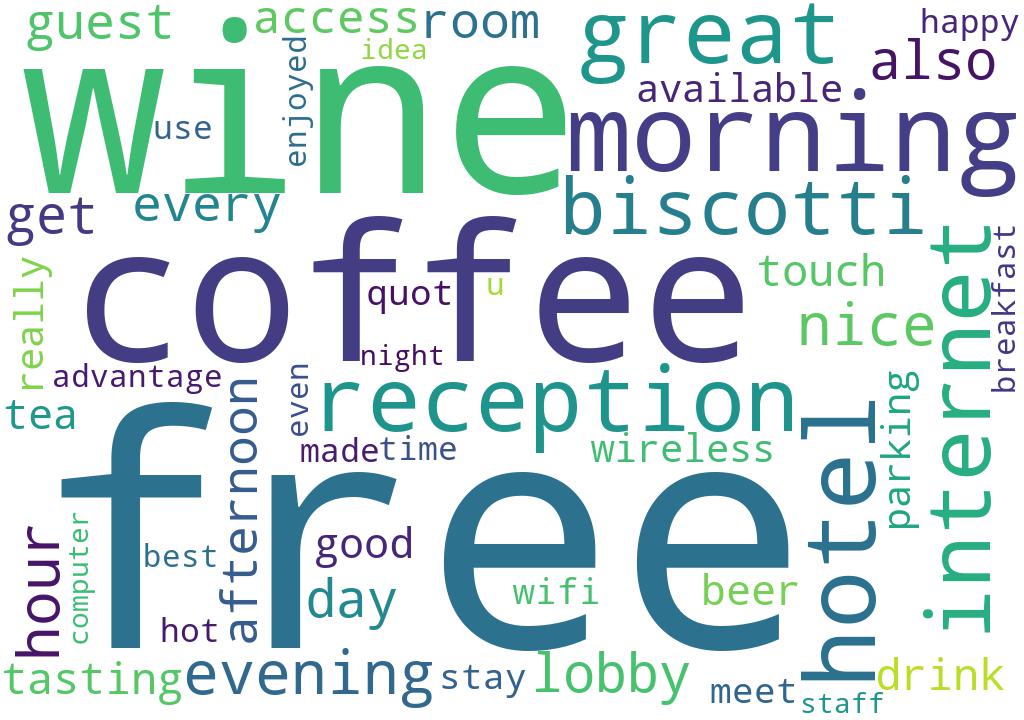 guest
access
room
great
happy
idea
also
wine
enjoyed
available
use
morning
get
every
biscotti
coffee
quot
u
touch
internet
breakfast
really
nice
night
advantage
even
reception
tea
afternoon
made
time
wireless
hotel
parking
free
hour
computer
best
good
day
wifi
beer
hot
tasting
evening
stay
lobby
meet
staff
drink